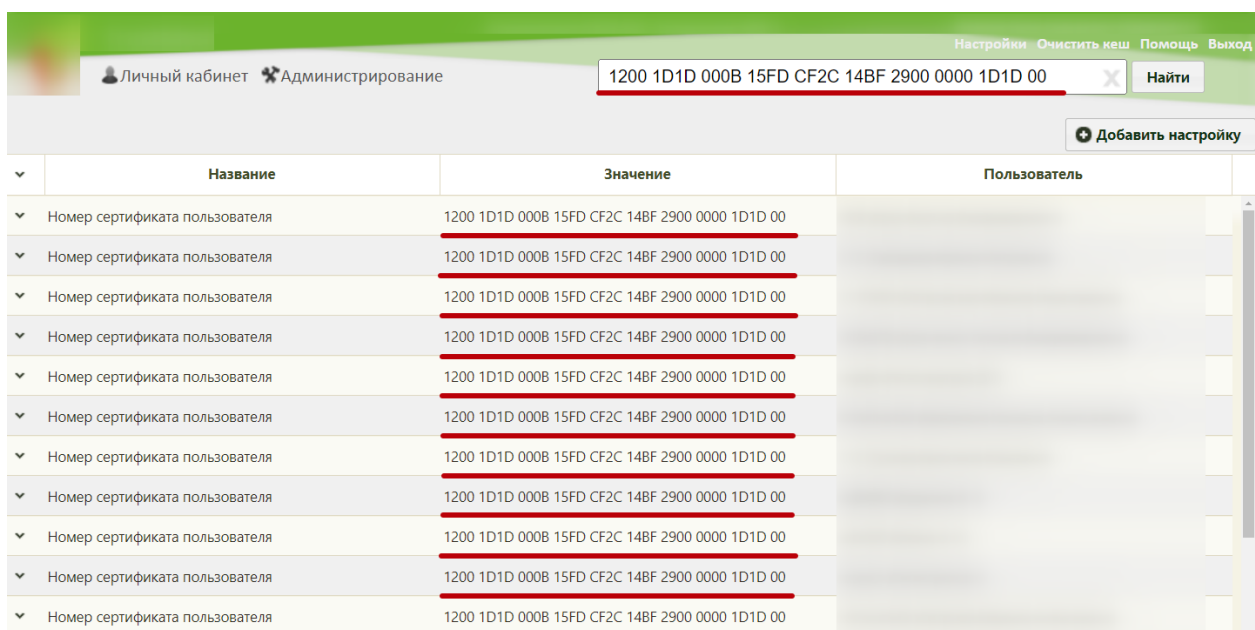 Настройки Очистить кеш Помощь Выход
Личный кабинет Администрирование 1200 1D1D 000B 15FD CF2C 14BF 2900 0000 1D1D 00 X Найти
Добавить настройку
Название Значение Пользователь
Номер сертификата пользователя 1200 1D1D 000B 15FD CF2C 14BF 2900 0000 1D1D 00
Номер сертификата пользователя 1200 1D1D 000B 15FD CF2C 14BF 2900 0000 1D1D 00
Номер сертификата пользователя 1200 1D1D 000B 15FD CF2C 14BF 2900 0000 1D1D 00
Номер сертификата пользователя 1200 1D1D 000B 15FD CF2C 14BF 2900 0000 1D1D 00
Номер сертификата пользователя 1200 1D1D 000B 15FD CF2C 14BF 2900 0000 1D1D 00
Номер сертификата пользователя 1200 1D1D 000B 15FD CF2C 14BF 2900 0000 1D1D 00
Номер сертификата пользователя 1200 1D1D 000B 15FD CF2C 14BF 2900 0000 1D1D 00
Номер сертификата пользователя 1200 1D1D 000B 15FD CF2C 14BF 2900 0000 1D1D 00
Номер сертификата пользователя 1200 1D1D 000B 15FD CF2C 14BF 2900 0000 1D1D 00
Номер сертификата пользователя 1200 1D1D 000B 15FD CF2C 14BF 2900 0000 1D1D 00
Номер сертификата пользователя 1200 1D1D 000B 15FD CF2C 14BF 2900 0000 1D1D 00